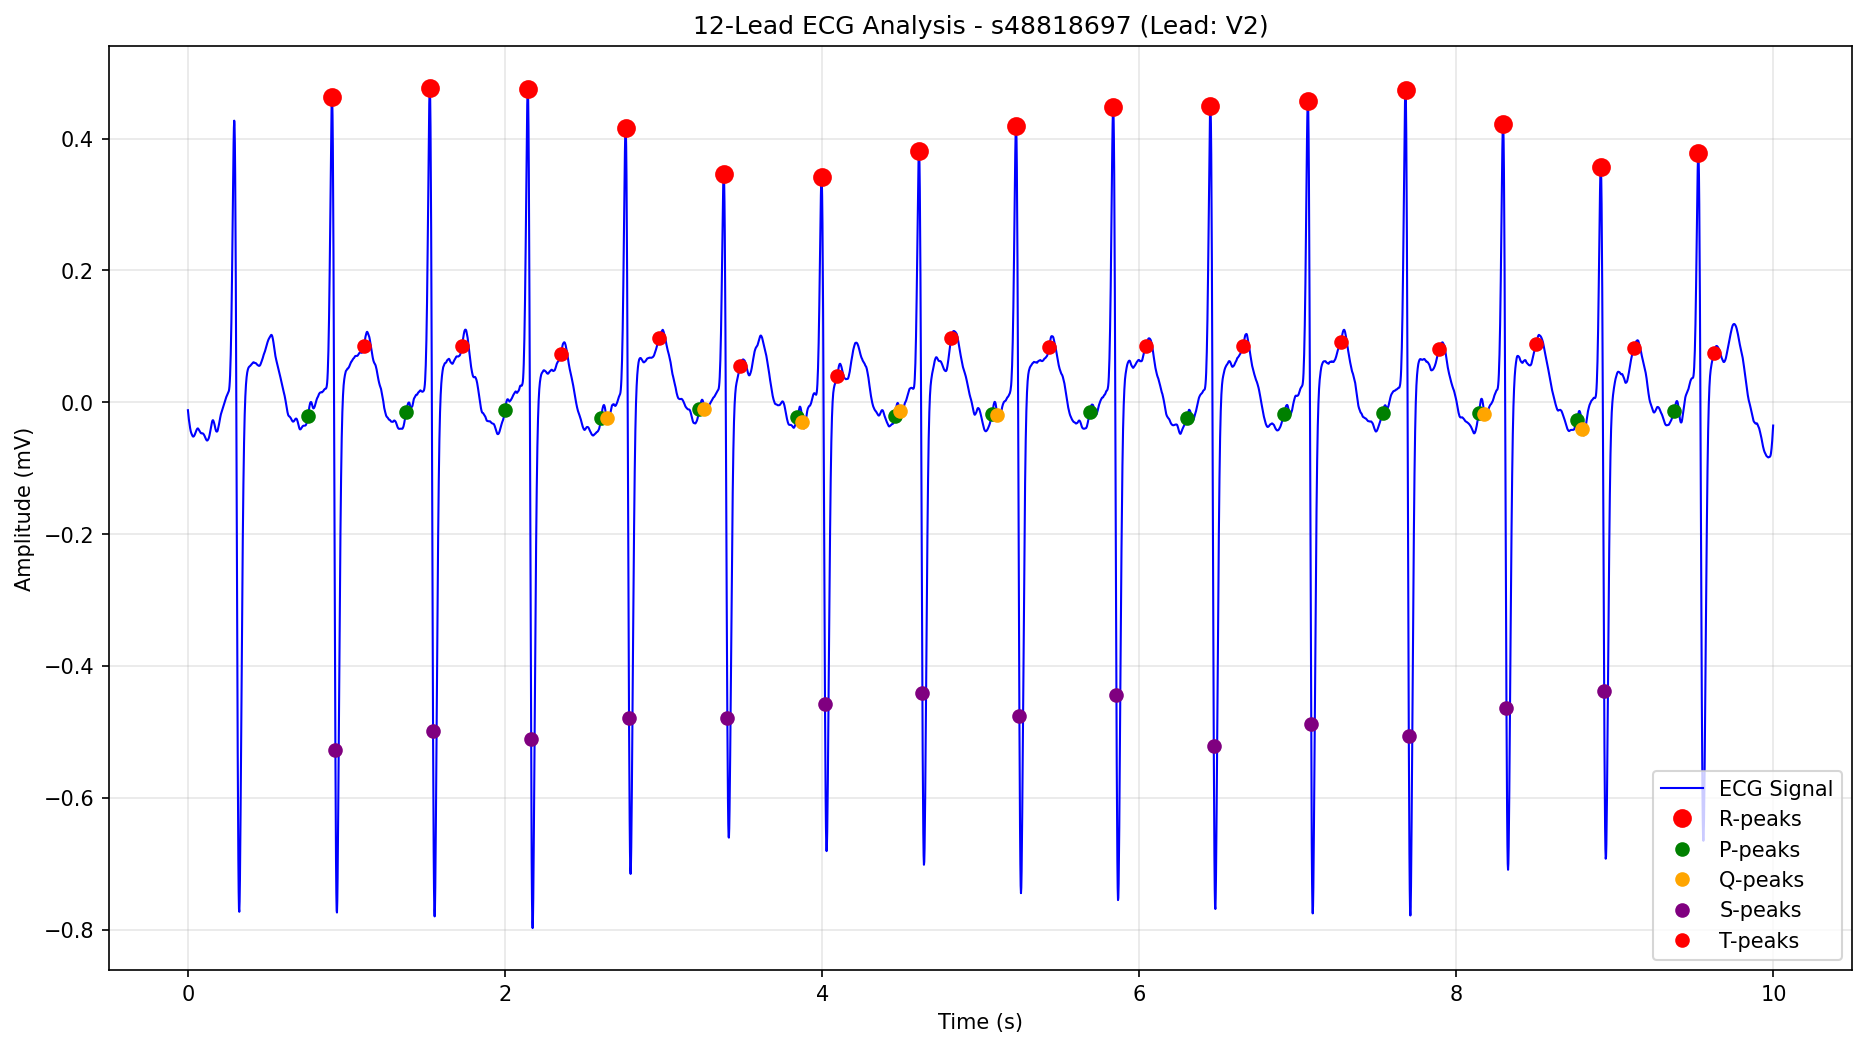 12-Lead ECG Analysis - s48818697 (Lead: V2)
Amplitude (mV)
0.4
0.2
0.0
−0.2
−0.4
−0.6
−0.8
0 2 4 6 8 10
Time (s)
ECG Signal
R-peaks
P-peaks
Q-peaks
S-peaks
T-peaks